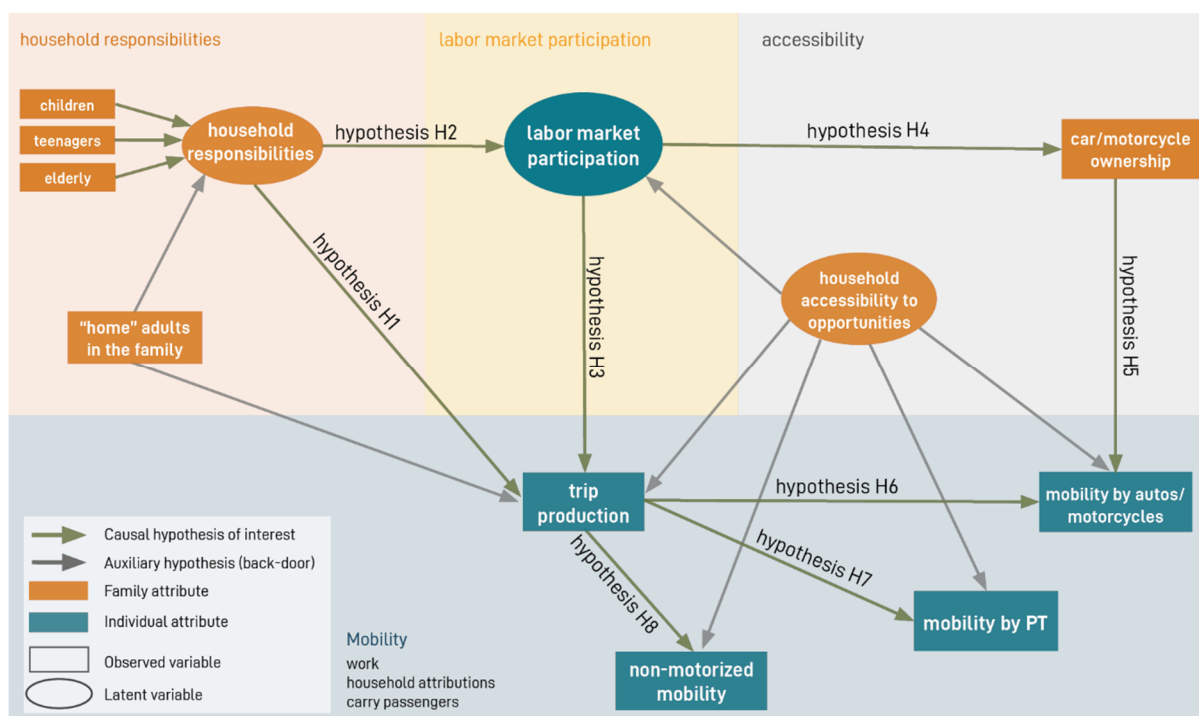 household responsibilities
labor market participation
accessibility
children
teenagers
elderly
household
responsibilities
hypothesis H2
labor market
participation
hypothesis H4
car/motorcycle
ownership
hypothesis H1
hypothesis H3
household
accessibility to
opportunities
hypothesis H5
"home" adults
in the family
trip
production
hypothesis H6
mobility by autos/
motorcycles
hypothesis H7
hypothesis H8
mobility by PT
non-motorized
mobility
Causal hypothesis of interest
Auxiliary hypothesis (back-door)
Family attribute
Individual attribute
Observed variable
Latent variable
Mobility
work
household attributions
carry passengers